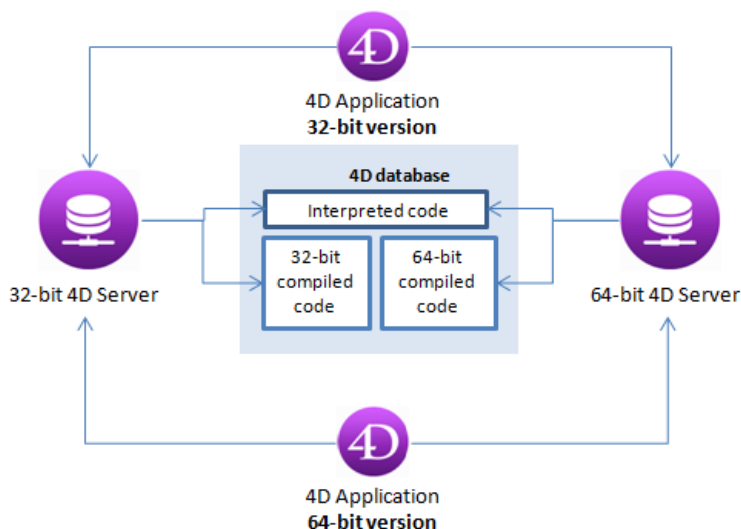 4D
4D Application
32-bit version
4D database
Interpreted code
32-bit
compiled
code
64-bit
compiled
code
32-bit 4D Server
64-bit 4D Server
4D
4D Application
64-bit version